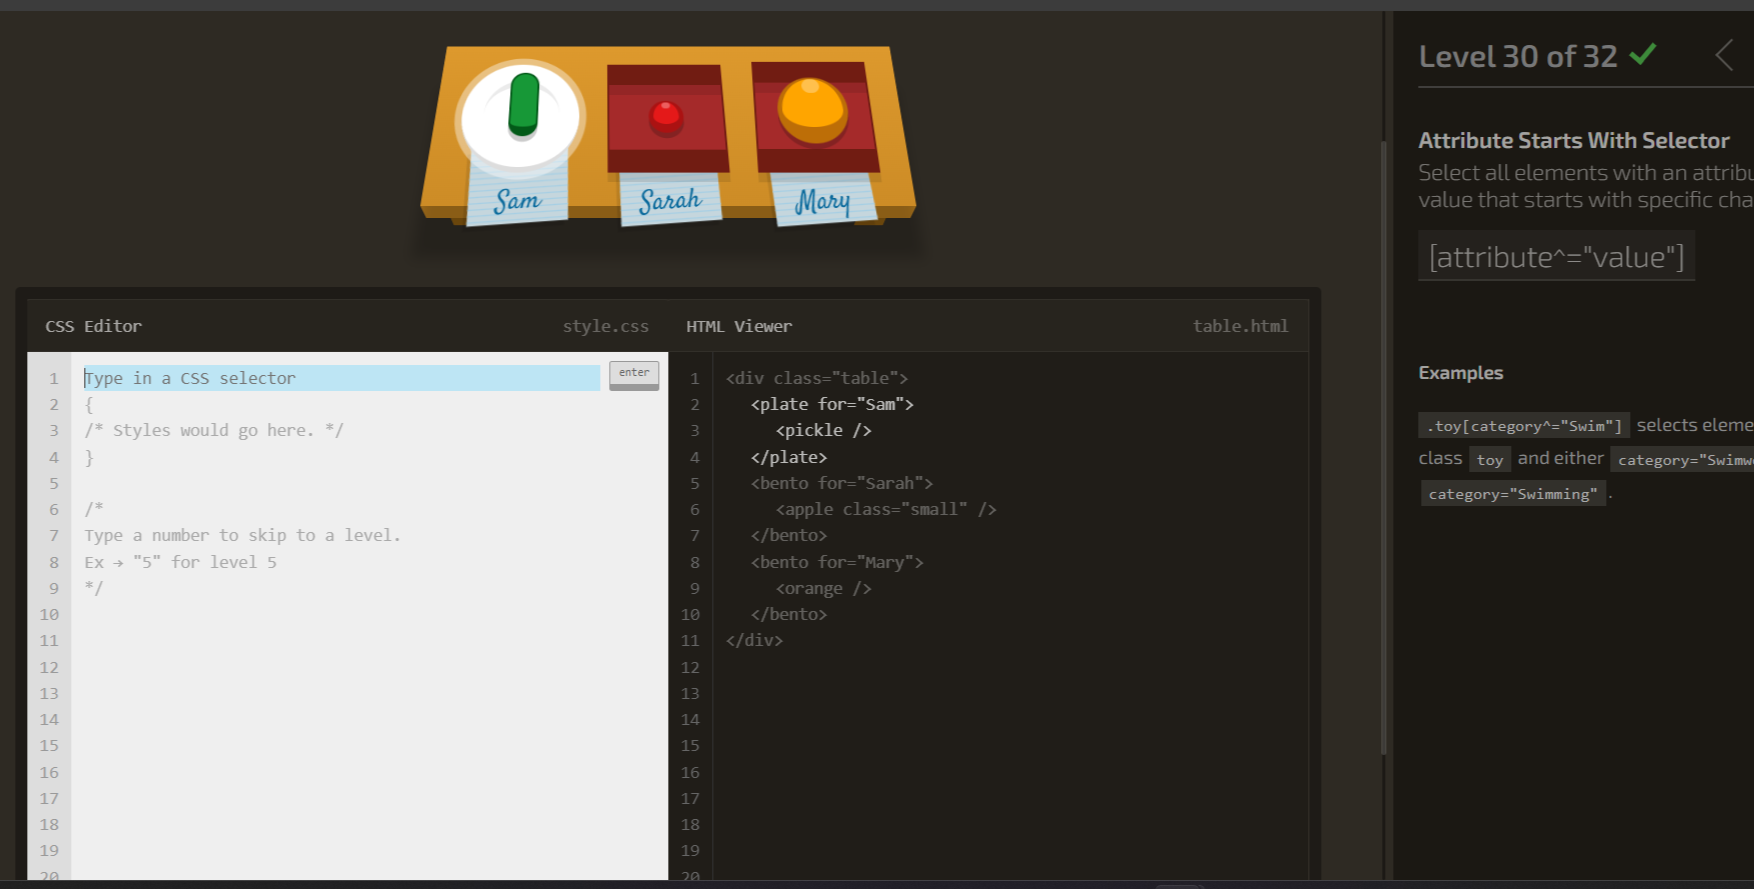 Sam
Sarah
Mary
CSS Editor
style.css
1 Type in a CSS selector
enter
2 {
3 /* Styles would go here. */
4 }
5
6 /*
7 Type a number to skip to a level.
8 Ex → "5" for level 5
9 */
10
11
12
13
14
15
16
17
18
19
20
HTML Viewer
table.html
1 <div class="table">
2 <plate for="Sam">
3 <pickle />
4 </plate>
5 <bento for="Sarah">
6 <apple class="small" />
7 </bento>
8 <bento for="Mary">
9 <orange />
10 </bento>
11 </div>
12
13
14
15
16
17
18
19
20
Level 30 of 32
Attribute Starts With Selector
Select all elements with an attribu
value that starts with specific cha
[attribute^="value"]
Examples
.toy[category^="Swim"] selects eleme
class toy and either category="Swimw
category="Swimming" .